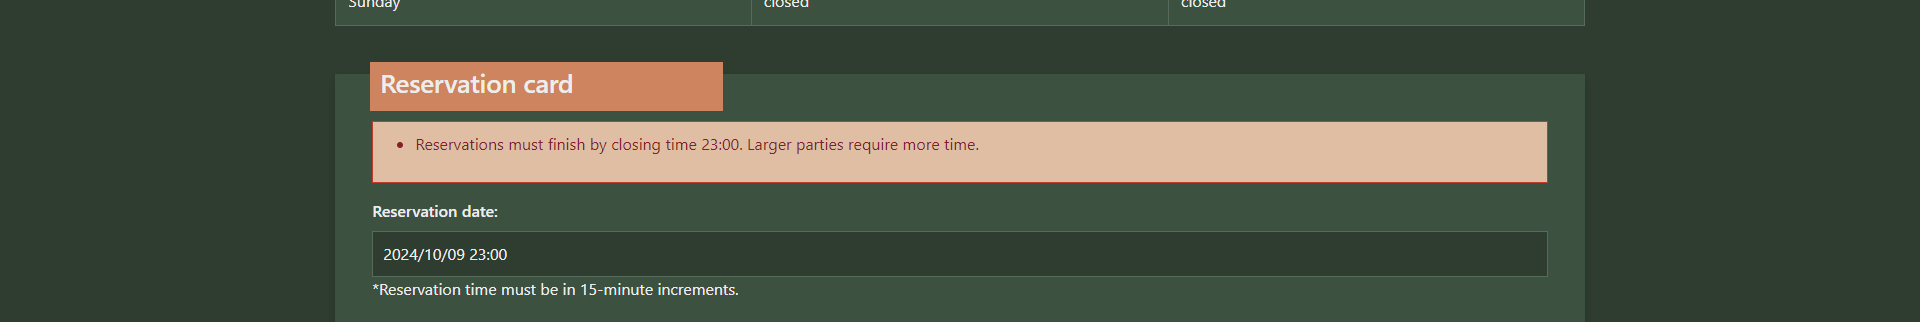 Sunday closed closed
Reservation card
Reservations must finish by closing time 23:00. Larger parties require more time.
Reservation date:
2024/10/09 23:00
*Reservation time must be in 15-minute increments.